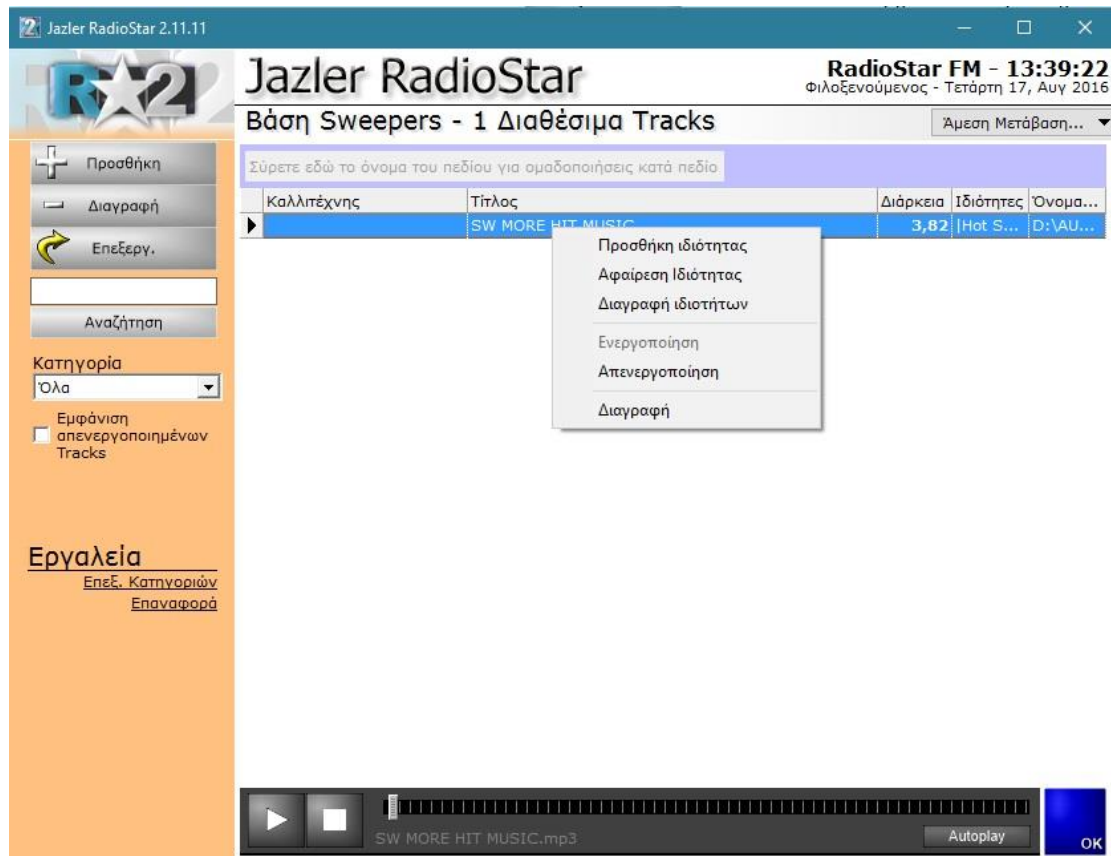 Jazler RadioStar 2.11.11
R☆2
Jazler RadioStar
RadioStar FM - 13:39:22
Φιλοξενούμενος - Τετάρτη 17, Αυγ 2016
Βάση Sweepers - 1 Διαθέσιμα Tracks
Άμεση Μετάβαση...
Προσθήκη
Διαγραφή
Επεξεργ.
Αναζήτηση
Κατηγορία
Όλα
Εμφάνιση
απενεργοποιημένων
Tracks
Εργαλεία
Επεξ. Κατηγοριών
Επαναφορά
Σύρετε εδώ το όνομα του πεδίου για ομαδοποιήσεις κατά πεδίο
Καλλιτέχνης Τίτλος Διάρκεια Ιδιότητες Όνομα...
SW MORE HIT MUSIC 3,82 |Hot S... D:\AU...
Προσθήκη ιδιότητας
Αφαίρεση Ιδιότητας
Διαγραφή ιδιοτήτων
Ενεργοποίηση
Απενεργοποίηση
Διαγραφή
SW MORE HIT MUSIC.mp3
Autoplay
OK